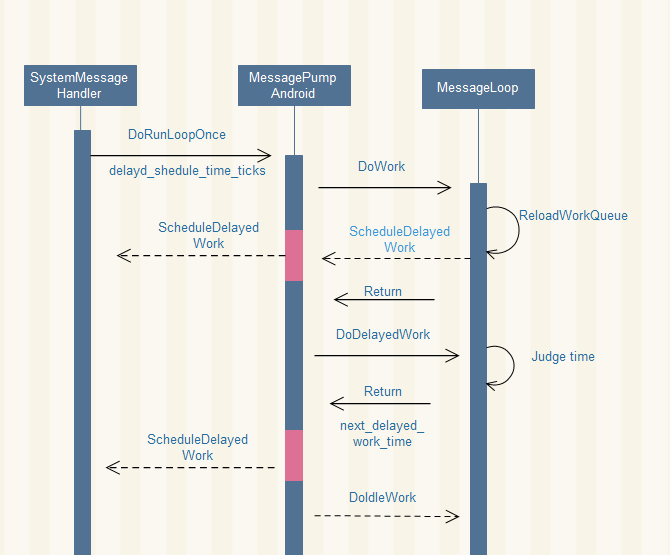 SystemMessage
Handler
MessagePump
Android
MessageLoop
DoRunLoopOnce
delayd_shedule_time_ticks
DoWork
ReloadWorkQueue
ScheduleDelayed
Work
ScheduleDelayed
Work
Return
DoDelayedWork
Judge time
Return
next_delayed_
work_time
ScheduleDelayed
Work
DoIdleWork